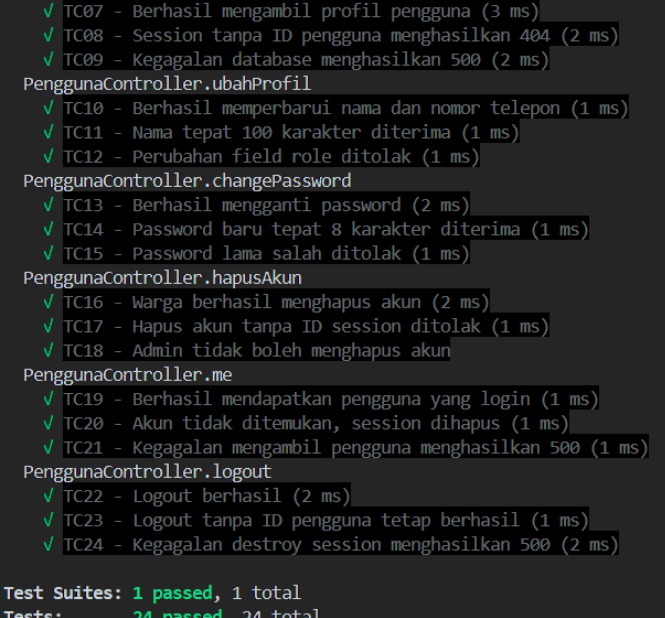 √ TC07 - Berhasil mengambil profil pengguna (3 ms)
√ TC08 - Session tanpa ID pengguna menghasilkan 404 (2 ms)
√ TC09 - Kegagalan database menghasilkan 500 (2 ms)
PenggunaController.ubahProfil
√ TC10 - Berhasil memperbarui nama dan nomor telepon (1 ms)
√ TC11 - Nama tepat 100 karakter diterima (1 ms)
√ TC12 - Perubahan field role ditolak (1 ms)
PenggunaController.changePassword
√ TC13 - Berhasil mengganti password (2 ms)
√ TC14 - Password baru tepat 8 karakter diterima (1 ms)
√ TC15 - Password lama salah ditolak (1 ms)
PenggunaController.hapusAkun
√ TC16 - Warga berhasil menghapus akun (2 ms)
√ TC17 - Hapus akun tanpa ID session ditolak (1 ms)
√ TC18 - Admin tidak boleh menghapus akun
PenggunaController.me
√ TC19 - Berhasil mendapatkan pengguna yang login (1 ms)
√ TC20 - Akun tidak ditemukan, session dihapus (1 ms)
√ TC21 - Kegagalan mengambil pengguna menghasilkan 500 (1 ms)
PenggunaController.logout
√ TC22 - Logout berhasil (2 ms)
√ TC23 - Logout tanpa ID pengguna tetap berhasil (1 ms)
√ TC24 - Kegagalan destroy session menghasilkan 500 (2 ms)
Test Suites: 1 passed, 1 total
Tests: 24 passed, 24 total